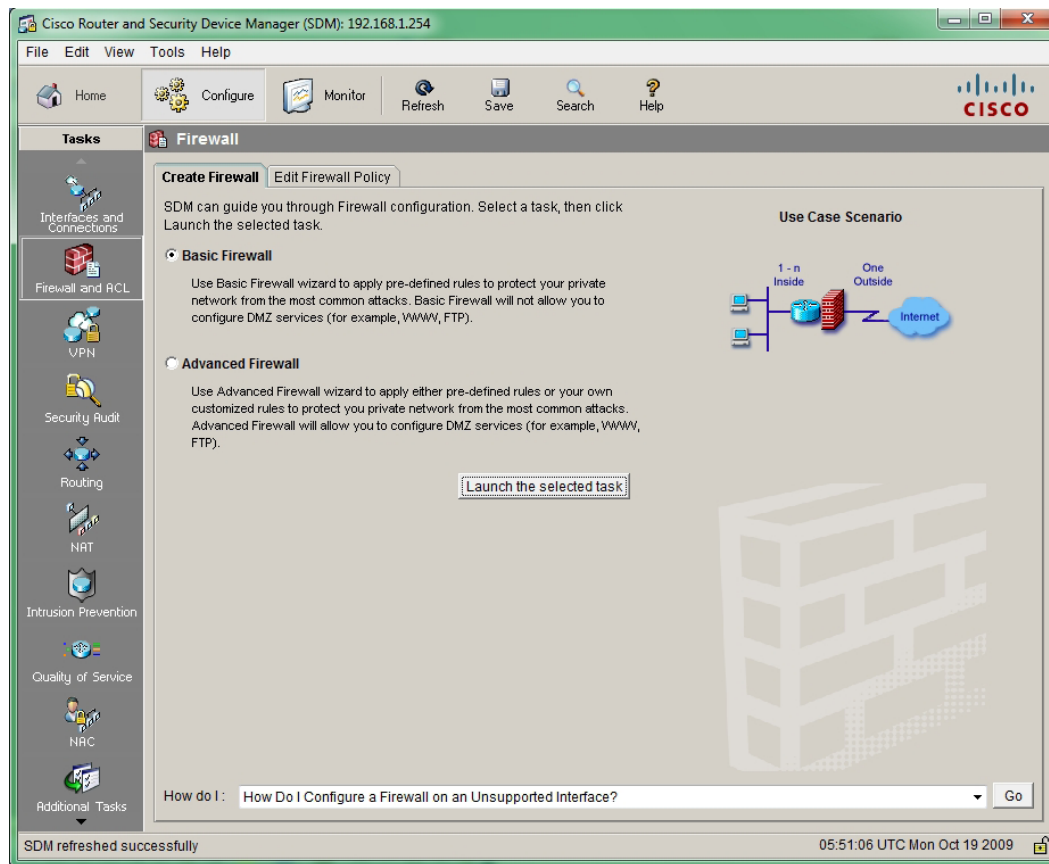 Cisco Router and Security Device Manager (SDM): 192.168.1.254
File Edit View Tools Help
Home Configure Monitor Refresh Save Search Help
CISCO
Tasks
Firewall
Interfaces and
Connections
Firewall and ACL
VPN
Security Audit
Routing
NAT
Intrusion Prevention
Quality of Service
NAC
Additional Tasks
Create Firewall Edit Firewall Policy
SDM can guide you through Firewall configuration. Select a task, then click
Launch the selected task.
Basic Firewall
Use Basic Firewall wizard to apply pre-defined rules to protect your private
network from the most common attacks. Basic Firewall will not allow you to
configure DMZ services (for example, WWW, FTP).
Advanced Firewall
Use Advanced Firewall wizard to apply either pre-defined rules or your own
customized rules to protect you private network from the most common attacks.
Advanced Firewall will allow you to configure DMZ services (for example, WWW,
FTP).
Launch the selected task
Use Case Scenario
1 - n
Inside
One
Outside
Internet
How do I : How Do I Configure a Firewall on an Unsupported Interface? Go
SDM refreshed successfully
05:51:06 UTC Mon Oct 19 2009